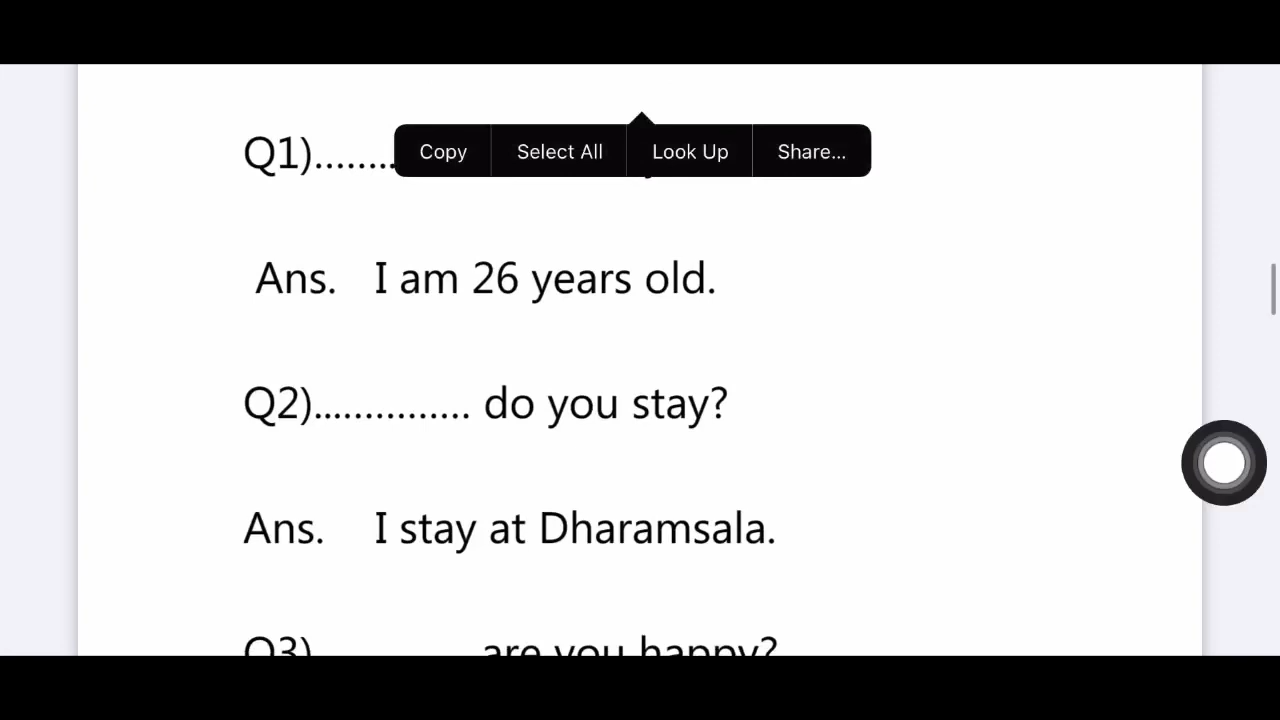 Q1)........
Copy Select All Look Up Share...
Ans. I am 26 years old.
Q2)............... do you stay?
Ans. I stay at Dharamsala.
Q3) are you happy?